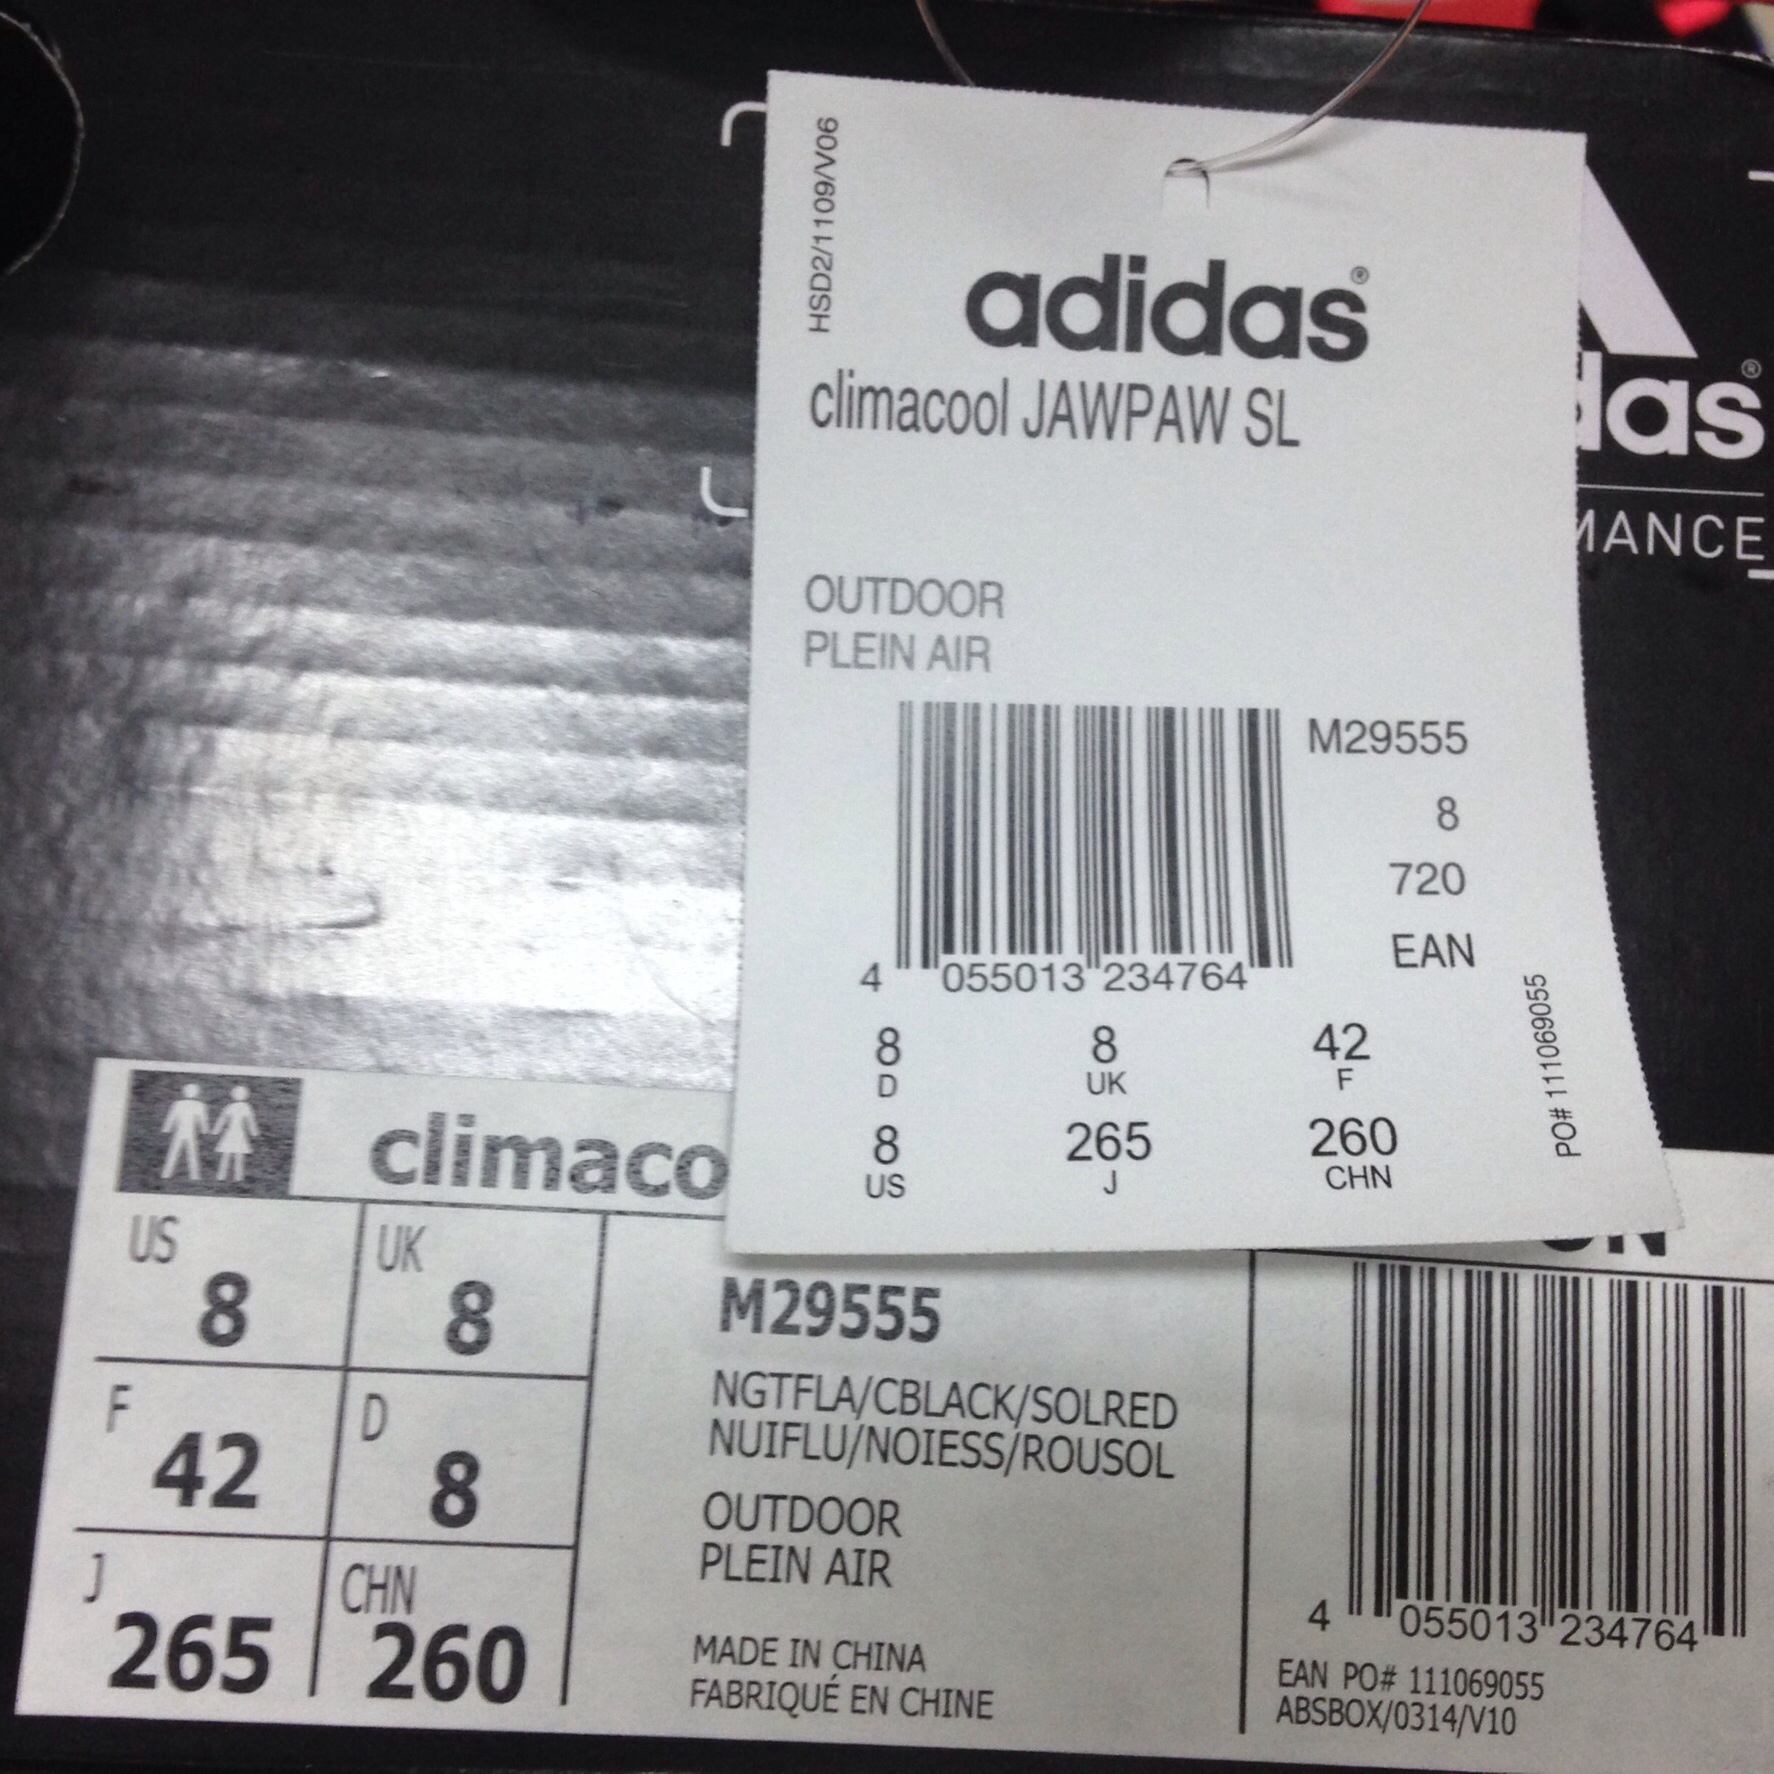 HSD2/1109/V06
adidas®
climacool JAWPAW SL
OUTDOOR
PLEIN AIR
M29555
8
720
EAN
4 055013 234764
8 8 42
D UK F
8 265 260
US J CHN
PO# 111069055
das®
MANCE
climaco
US 8 UK 8
F 42 D 8
J 265 CHN 260
M29555
NGTFLA/CBLACK/SOLRED
NUIFLU/NOIESS/ROUSOL
OUTDOOR
PLEIN AIR
MADE IN CHINA
FABRIQUÉ EN CHINE
4 055013 234764
EAN PO# 111069055
ABSBOX/0314/V10